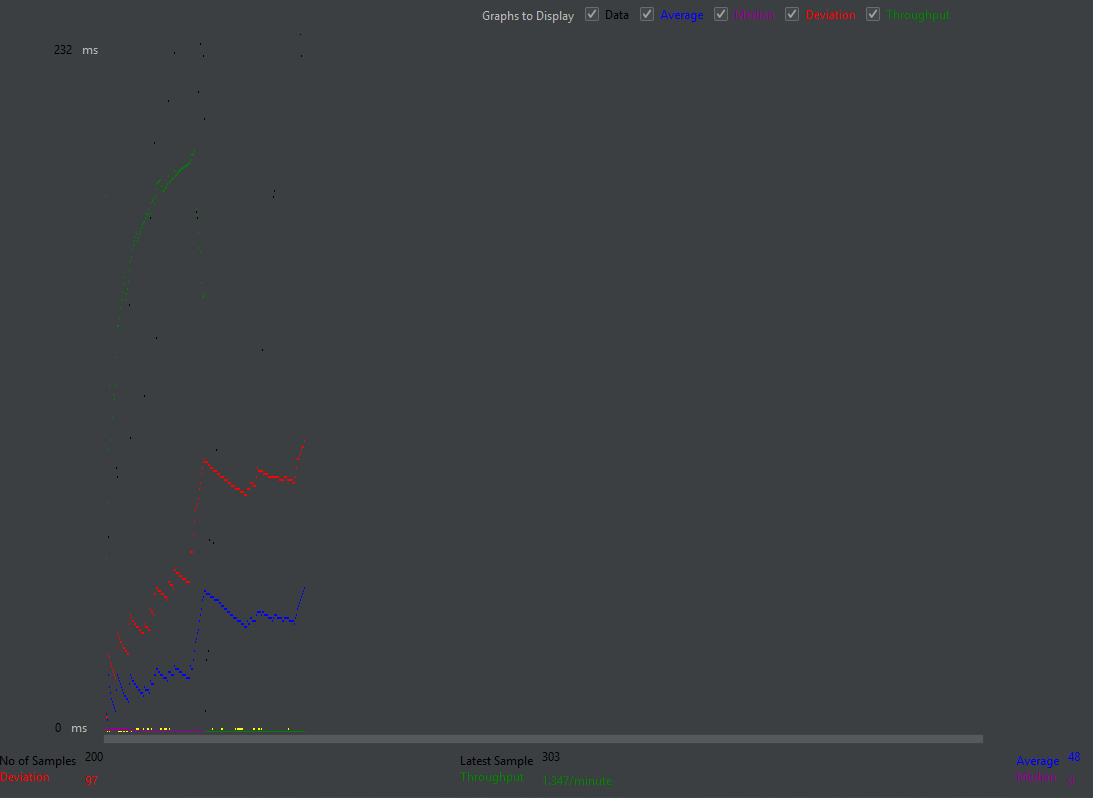 Graphs to Display Data Average Median Deviation Throughput
232 ms
0 ms
No of Samples 200 Latest Sample 303 Average 48
Deviation 97 Throughput 1.347/minute Median